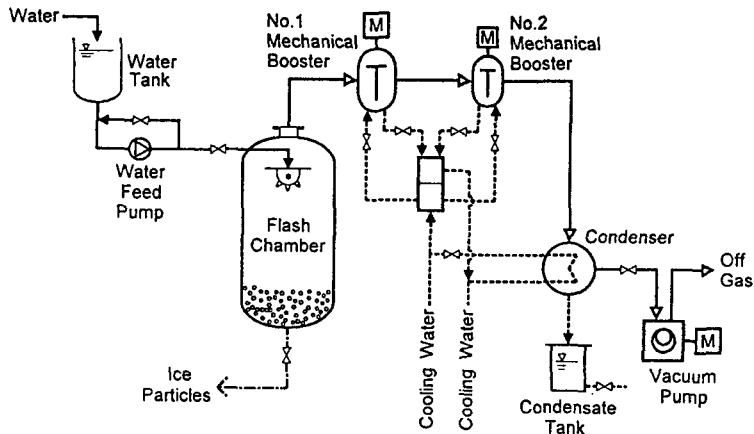 Water
Water
Tank
Water
Feed
Pump
No.1
Mechanical
Booster
M
M
No.2
Mechanical
Booster
Flash
Chamber
Ice
Particles
Cooling Water
Cooling Water
Condenser
Condensate
Tank
Off
Gas
M
Vacuum
Pump